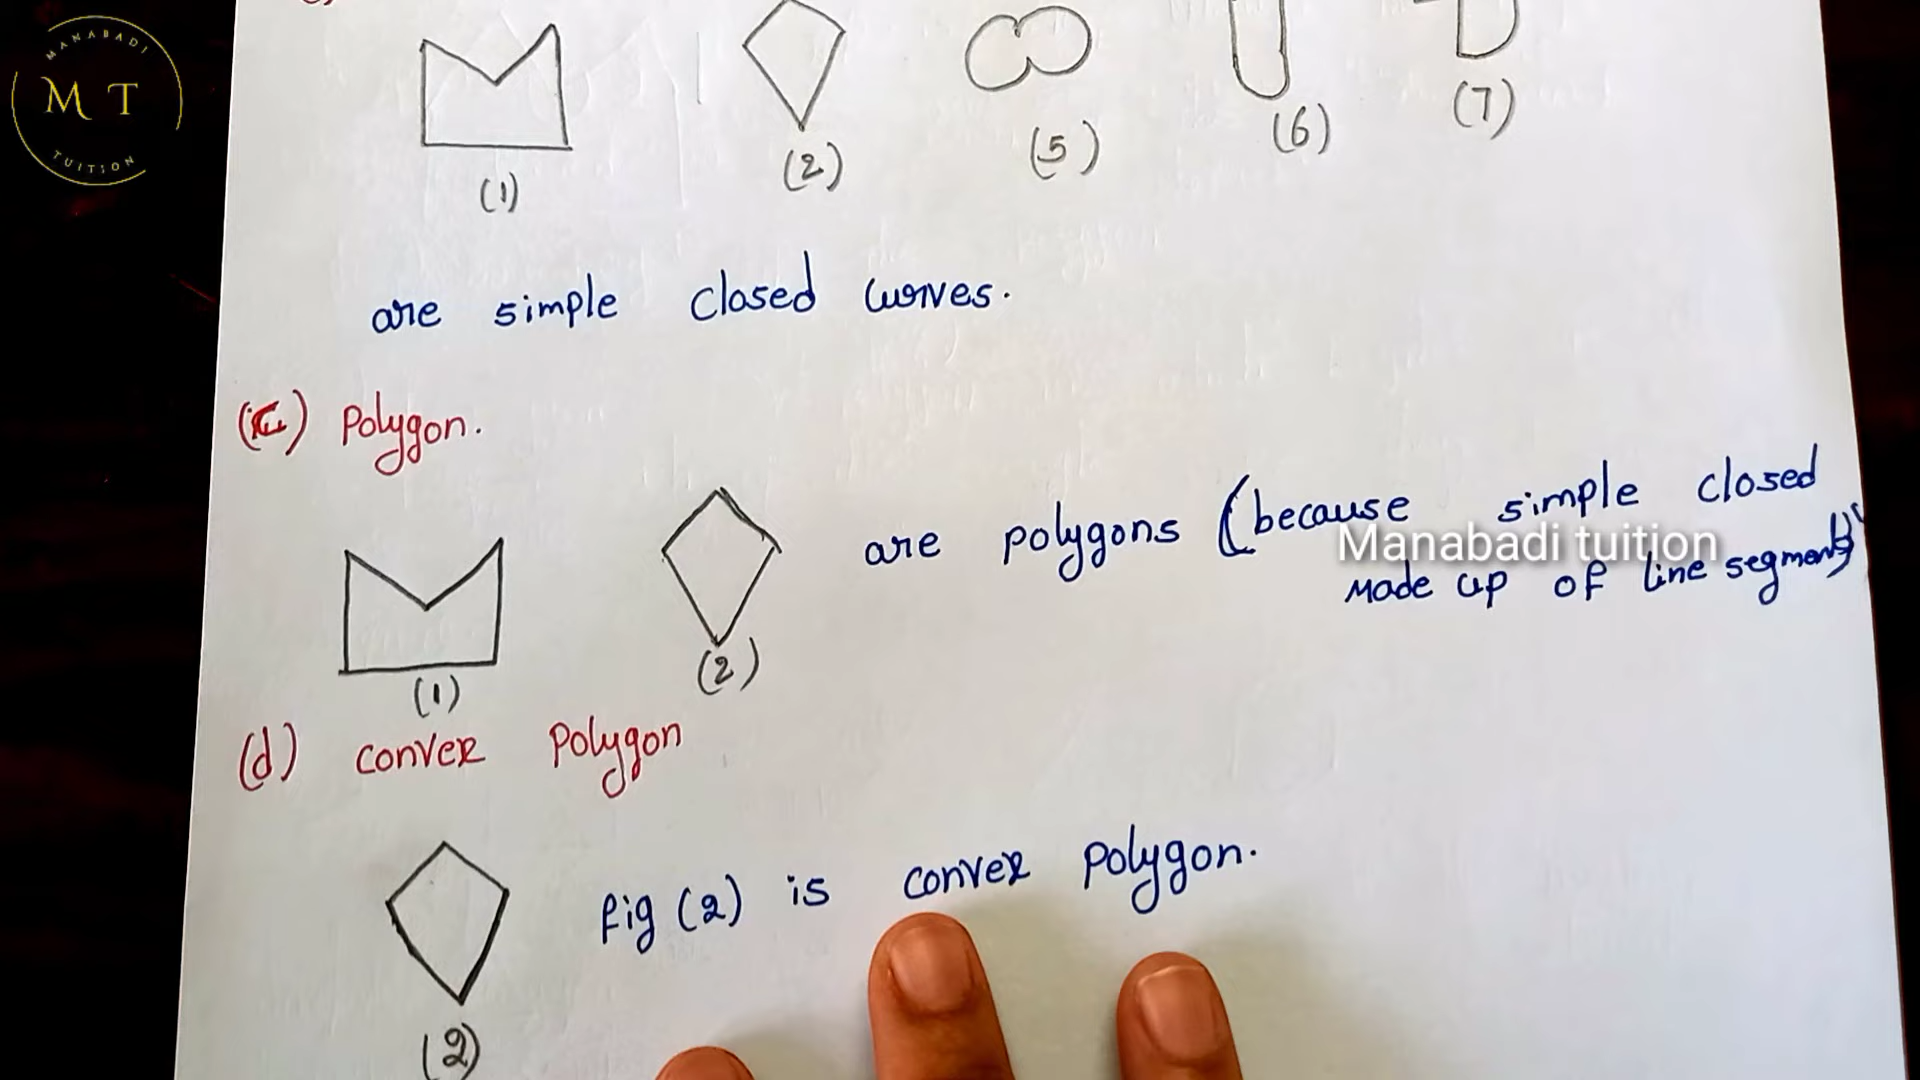 MANABADI
M T
TUITION
(1) (2) (5) (6) (7)
are simple closed curves.
(c) Polygon.
are polygons (because simple closed
Manabadi tuition
made up of line segments)
(1) (2)
(d) convex Polygon
fig (2) is convex polygon.
(2)